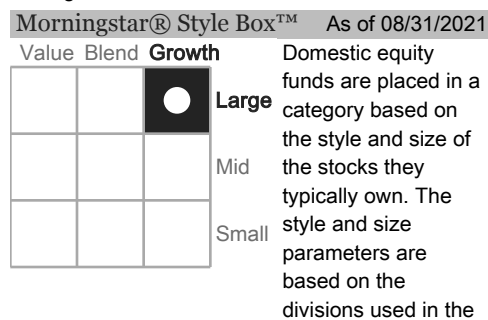 Morningstar® Style Box™ As of 08/31/2021
Value Blend Growth
Large
Mid
Small
Domestic equity
funds are placed in a
category based on
the style and size of
the stocks they
typically own. The
style and size
parameters are
based on the
divisions used in the